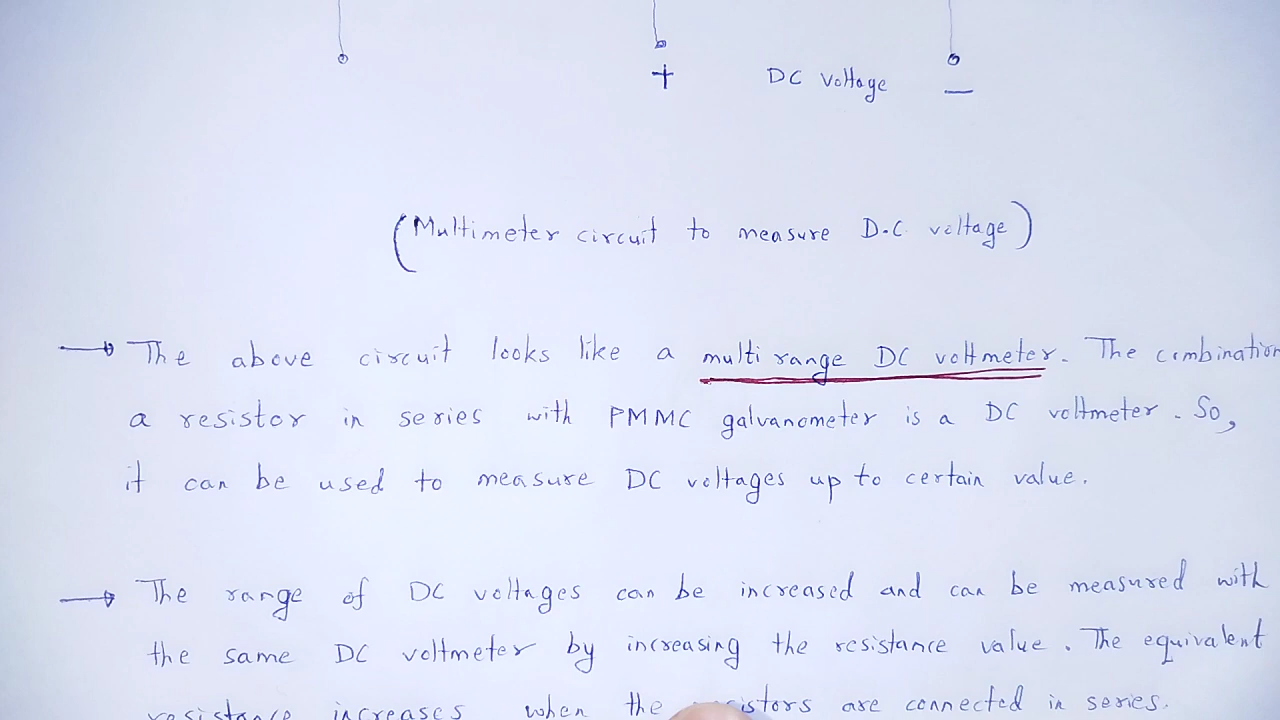 + DC Voltage —
(Multimeter circuit to measure D.C. voltage)
→ The above circuit looks like a multi range DC voltmeter. The combination
a resistor in series with PMMC galvanometer is a DC voltmeter. So,
it can be used to measure DC voltages up to certain value.
→ The range of DC voltages can be increased and can be measured with
the same DC voltmeter by increasing the resistance value. The equivalent
resistance increases when the are connected in series.